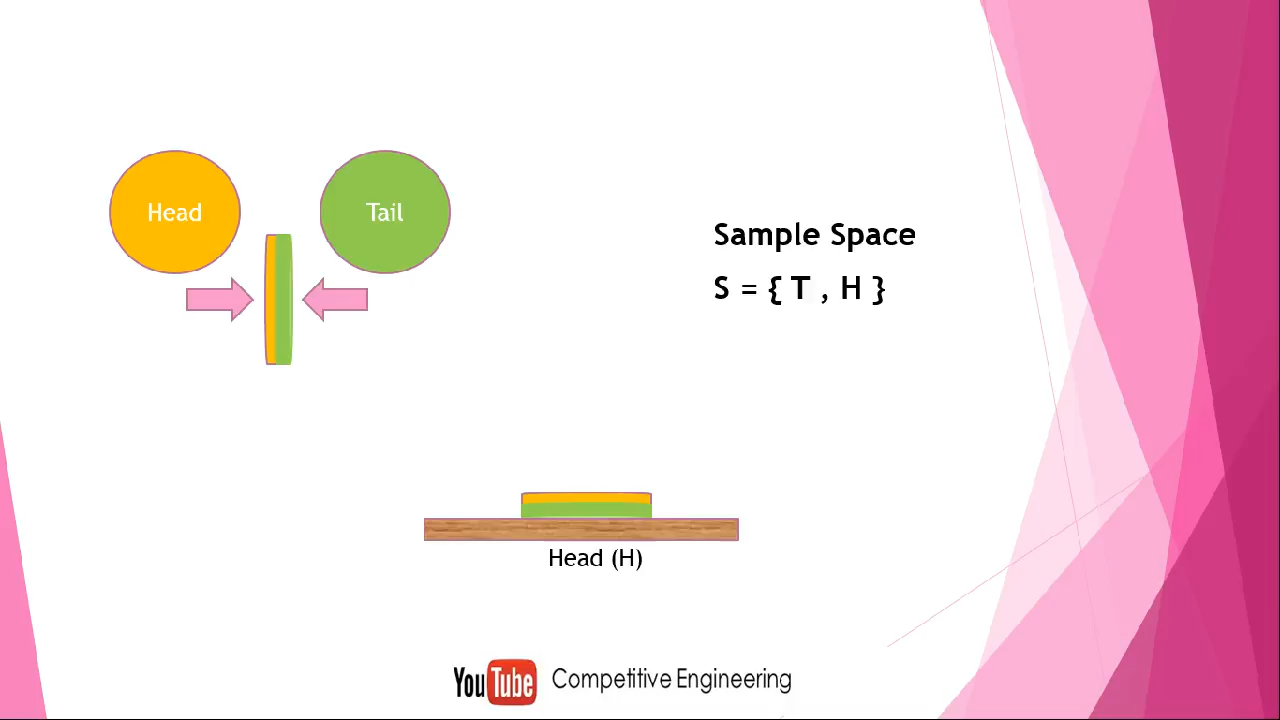 Head
Tail
Sample Space
S = { T , H }
Head (H)
YouTube Competitive Engineering